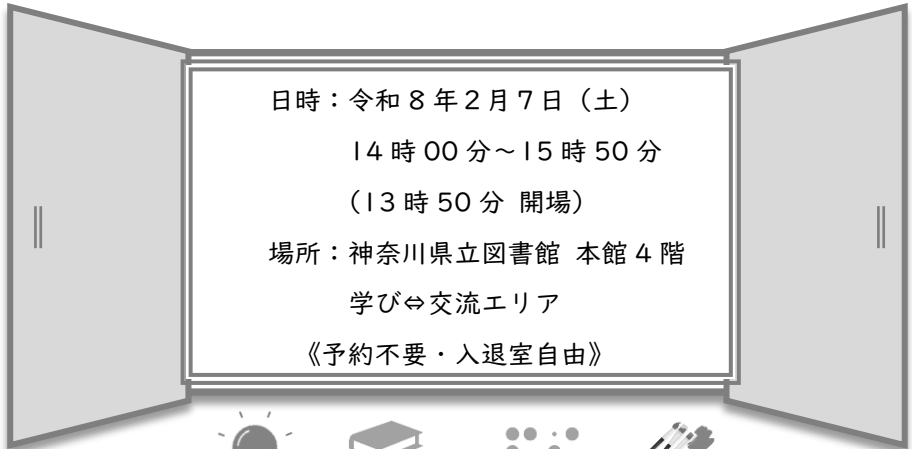 日時：令和８年２月７日（土）
14時00分～15時50分
（13時50分 開場）
場所：神奈川県立図書館 本館４階
学び⇔交流エリア
《予約不要・入退室自由》